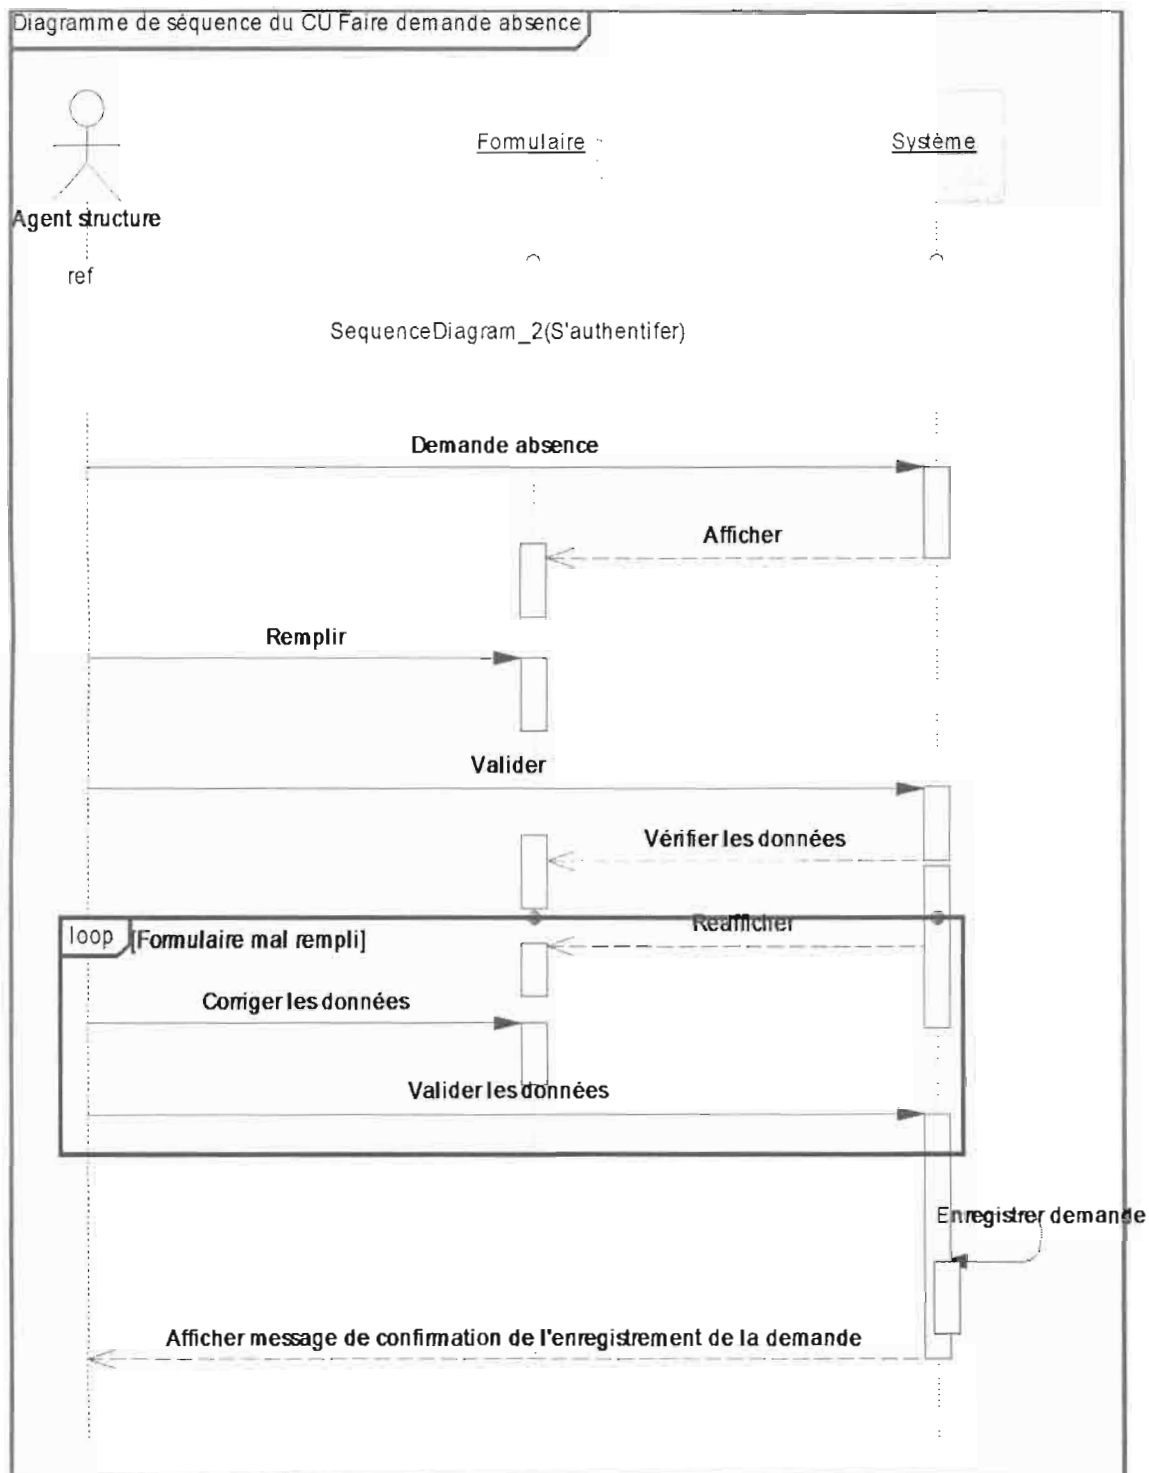 Diagramme de séquence du CU Faire demande absence
Formulaire
Système
Agent structure
ref
SequenceDiagram_2(S'authentifer)
Demande absence
Afficher
Remplir
Valider
Vérifier les données
Reafficher
loop
[Formulaire mal rempli]
Corriger les données
Valider les données
Enregistrer demande
Afficher message de confirmation de l'enregistrement de la demande